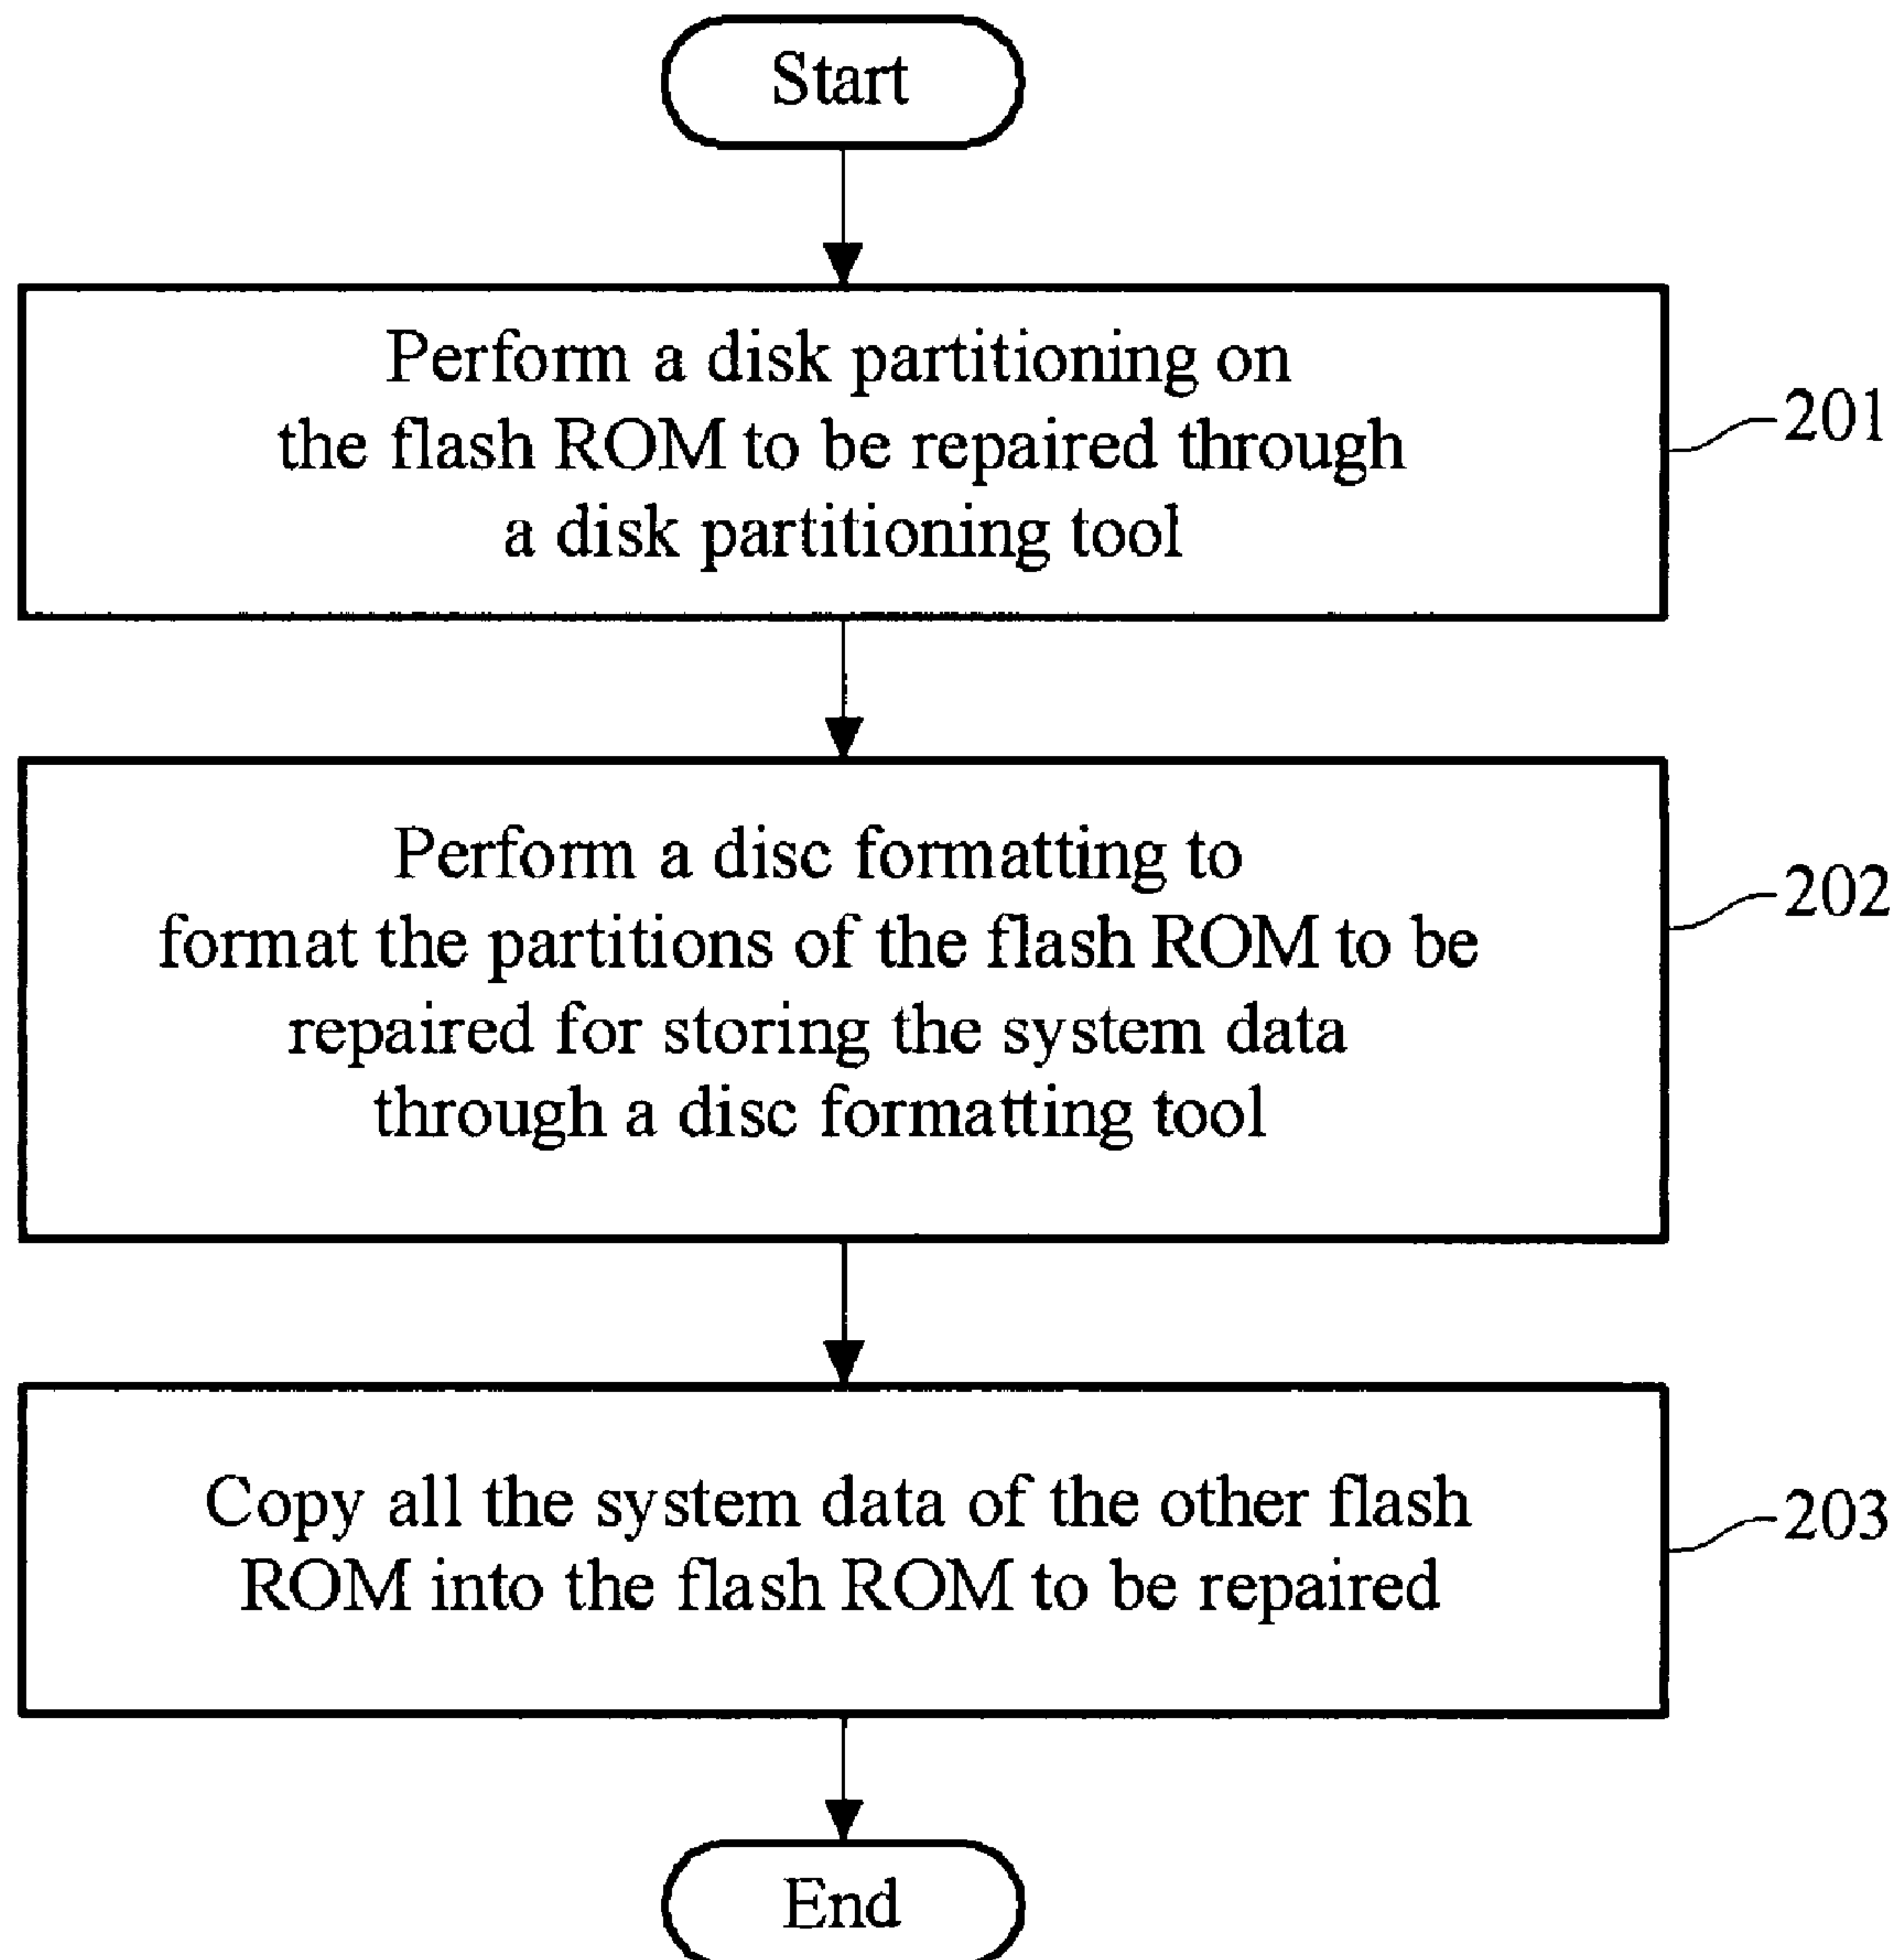 Start
Perform a disk partitioning on
the flash ROM to be repaired through
a disk partitioning tool
201
Perform a disc formatting to
format the partitions of the flash ROM to be
repaired for storing the system data
through a disc formatting tool
202
Copy all the system data of the other flash
ROM into the flash ROM to be repaired
203
End